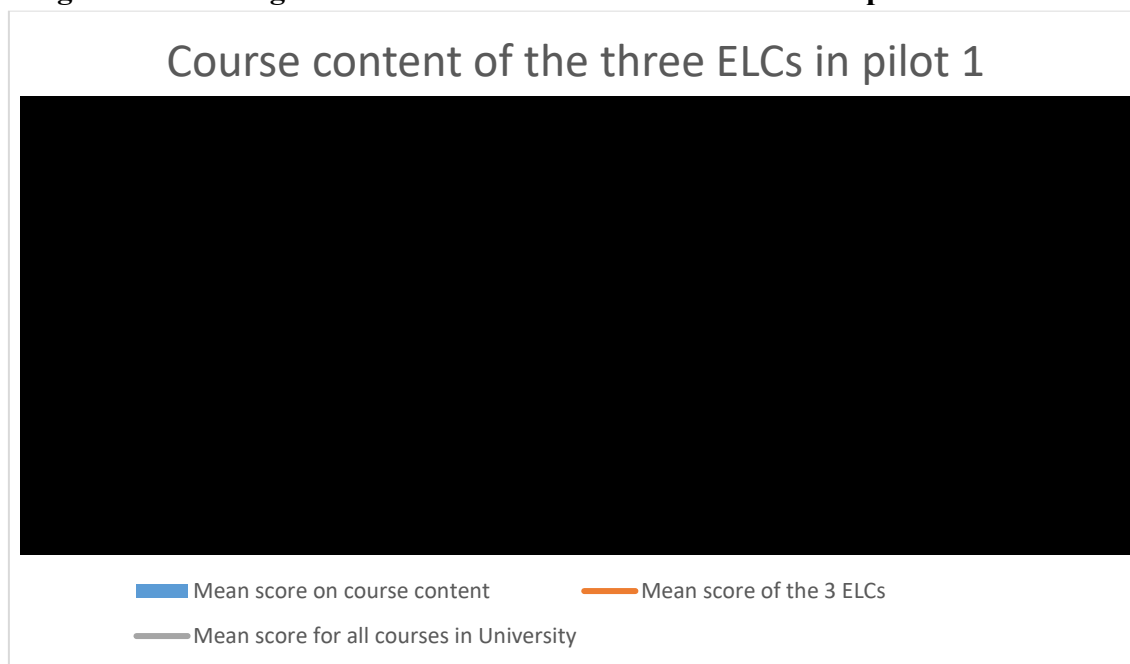 Course content of the three ELCs in pilot 1
Mean score on course content
Mean score of the 3 ELCs
Mean score for all courses in University